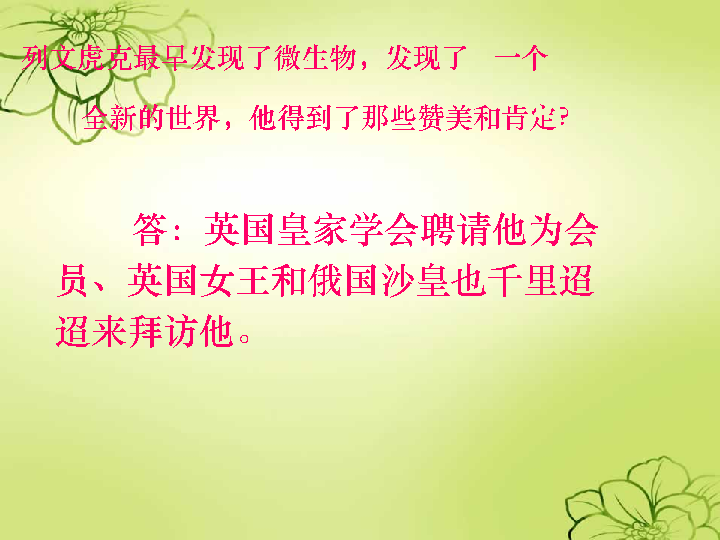 列文虎克最早发现了微生物，发现了 一个
全新的世界，他得到了那些赞美和肯定？
答：英国皇家学会聘请他为会
员、英国女王和俄国沙皇也千里迢
迢来拜访他。